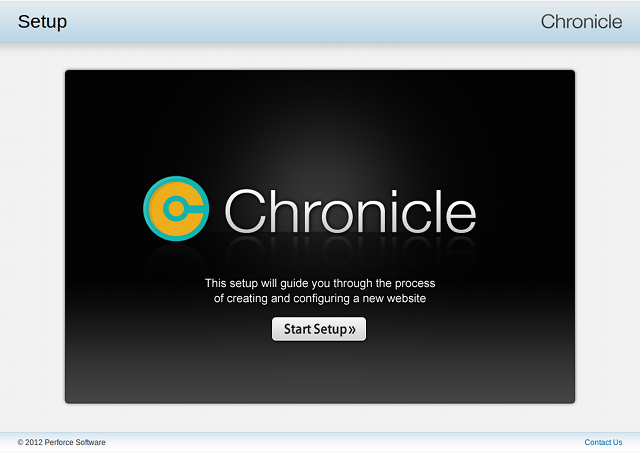 Setup
Chronicle
Chronicle
This setup will guide you through the process
of creating and configuring a new website
Start Setup»
© 2012 Perforce Software
Contact Us